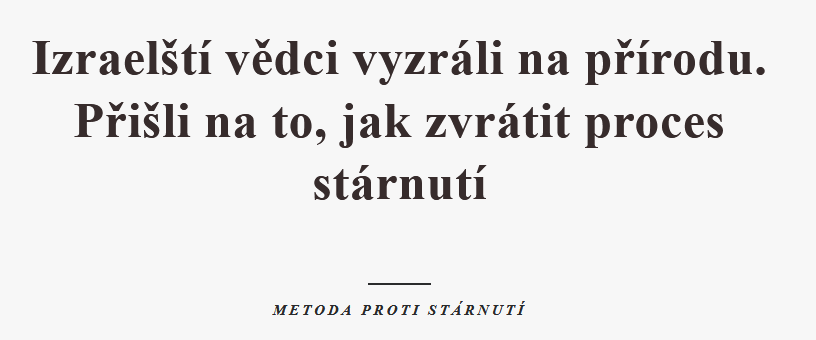 Izraelští vědci vyzráli na přírodu.
Přišli na to, jak zvrátit proces
stárnutí
METODA PROTI STÁRNUTÍ